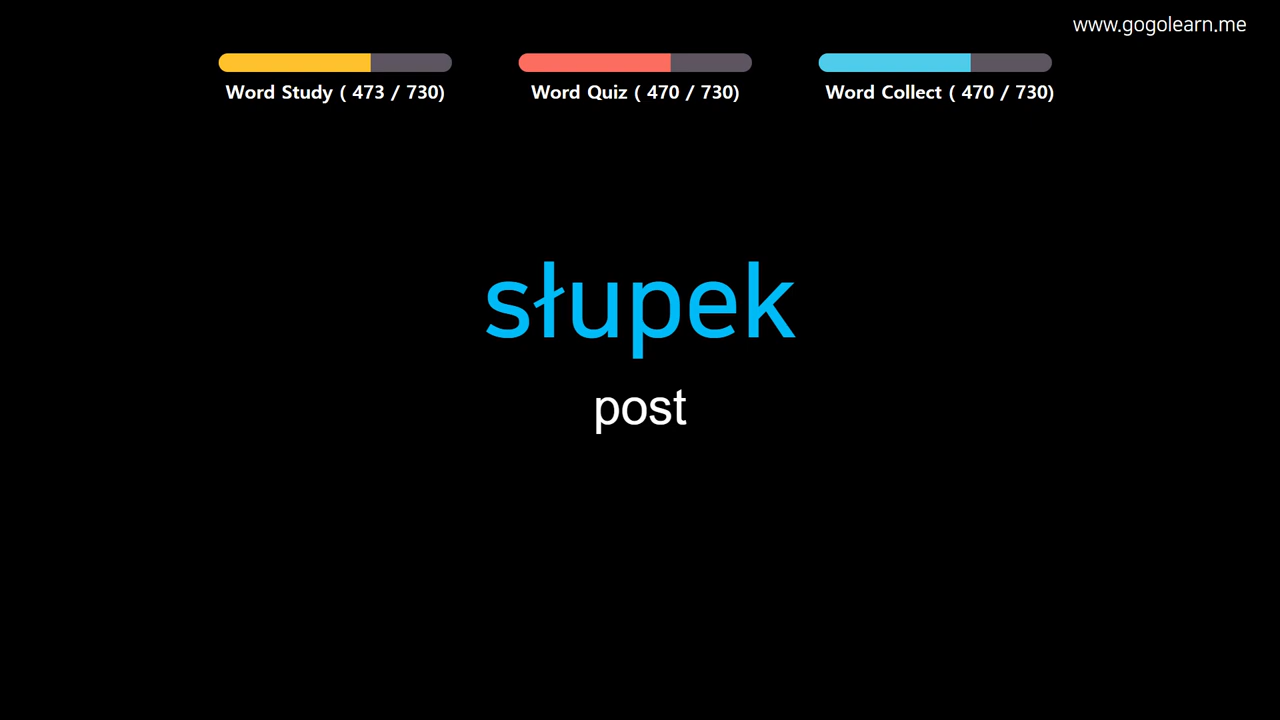 www.gogolearn.me
Word Study ( 473 / 730)
Word Quiz ( 470 / 730)
Word Collect ( 470 / 730)
słupek
post